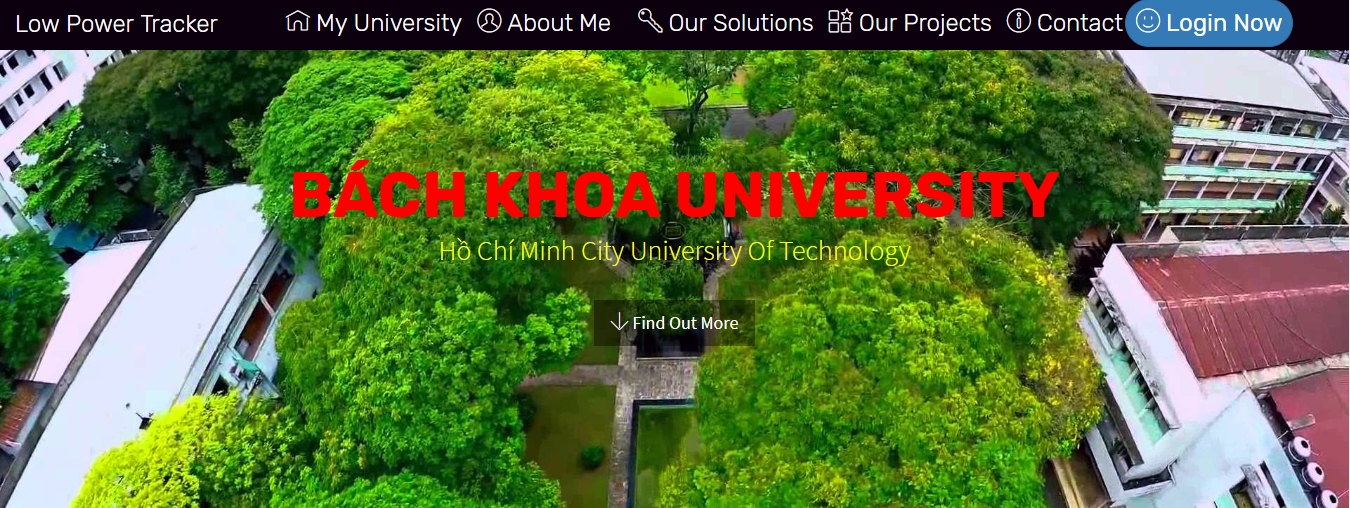 Low Power Tracker My University About Me Our Solutions Our Projects Contact Login Now
BÁCH KHOA UNIVERSITY
Hồ Chí Minh City University Of Technology
Find Out More